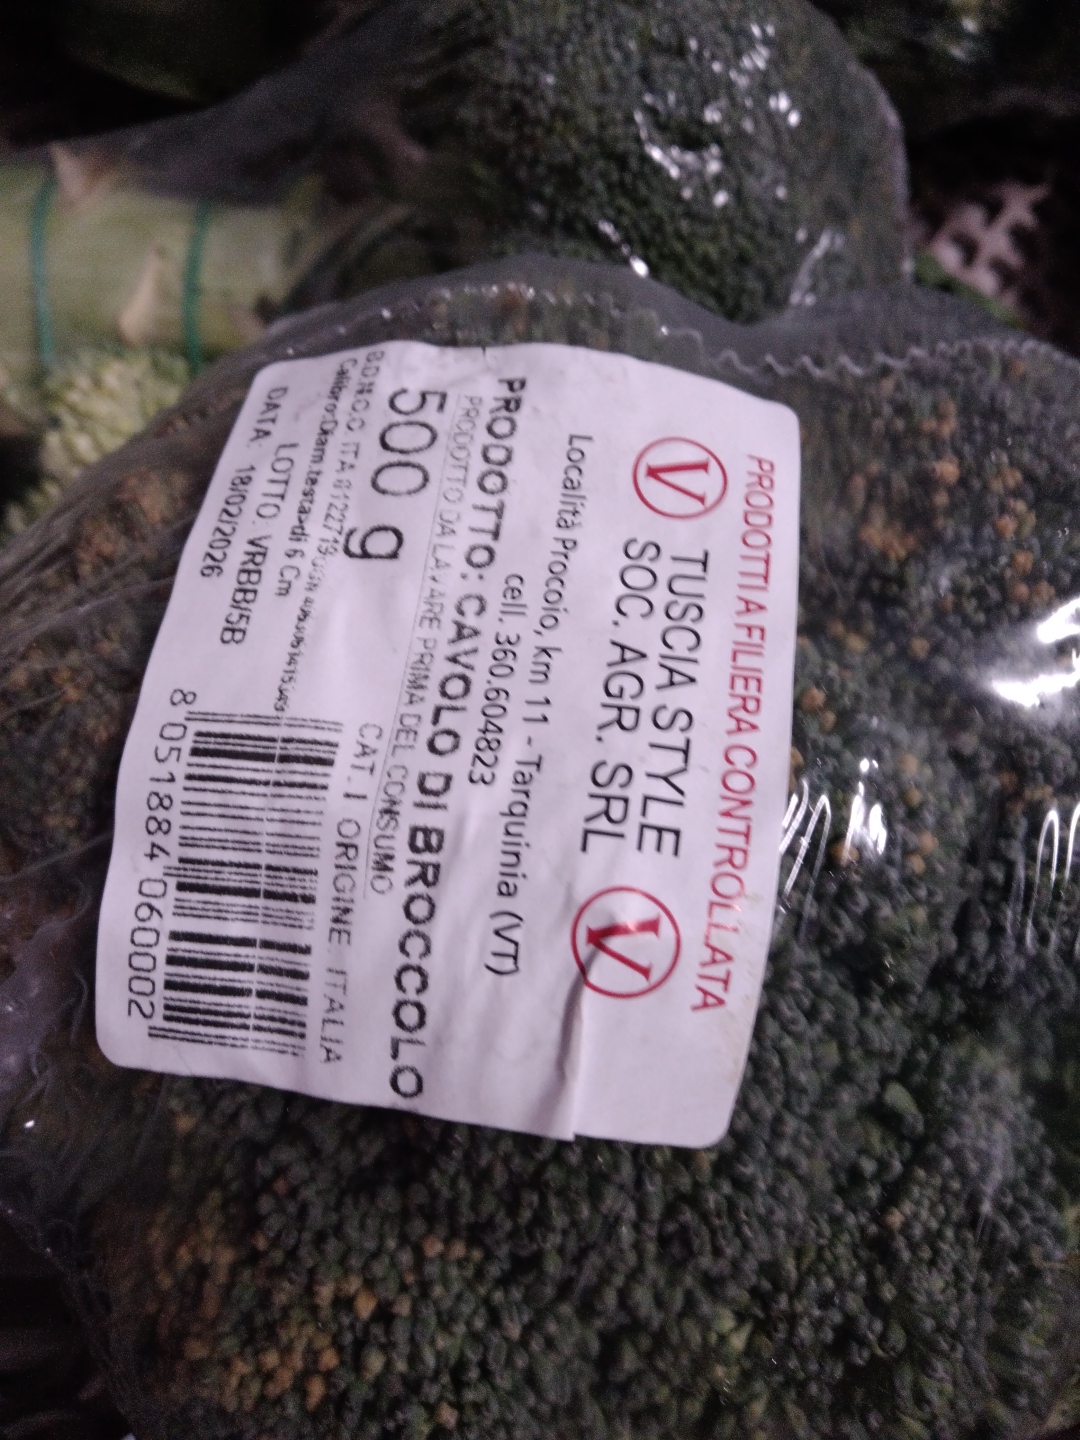 PRODOTTI A FILIERA CONTROLLATA
V TUSCIA STYLE V
SOC. AGR. SRL
Località Procoio, km 11 - Tarquinia (VT)
cell. 360.604823
PRODOTTO: CAVOLO DI BROCCOLO
PRODOTTO DA LAVARE PRIMA DEL CONSUMO
500 g
CAT. I ORIGINE: ITALIA
6 Cm
LOTTO: VRBB/5B
DATA: 18/02/2026
8 051884 060002